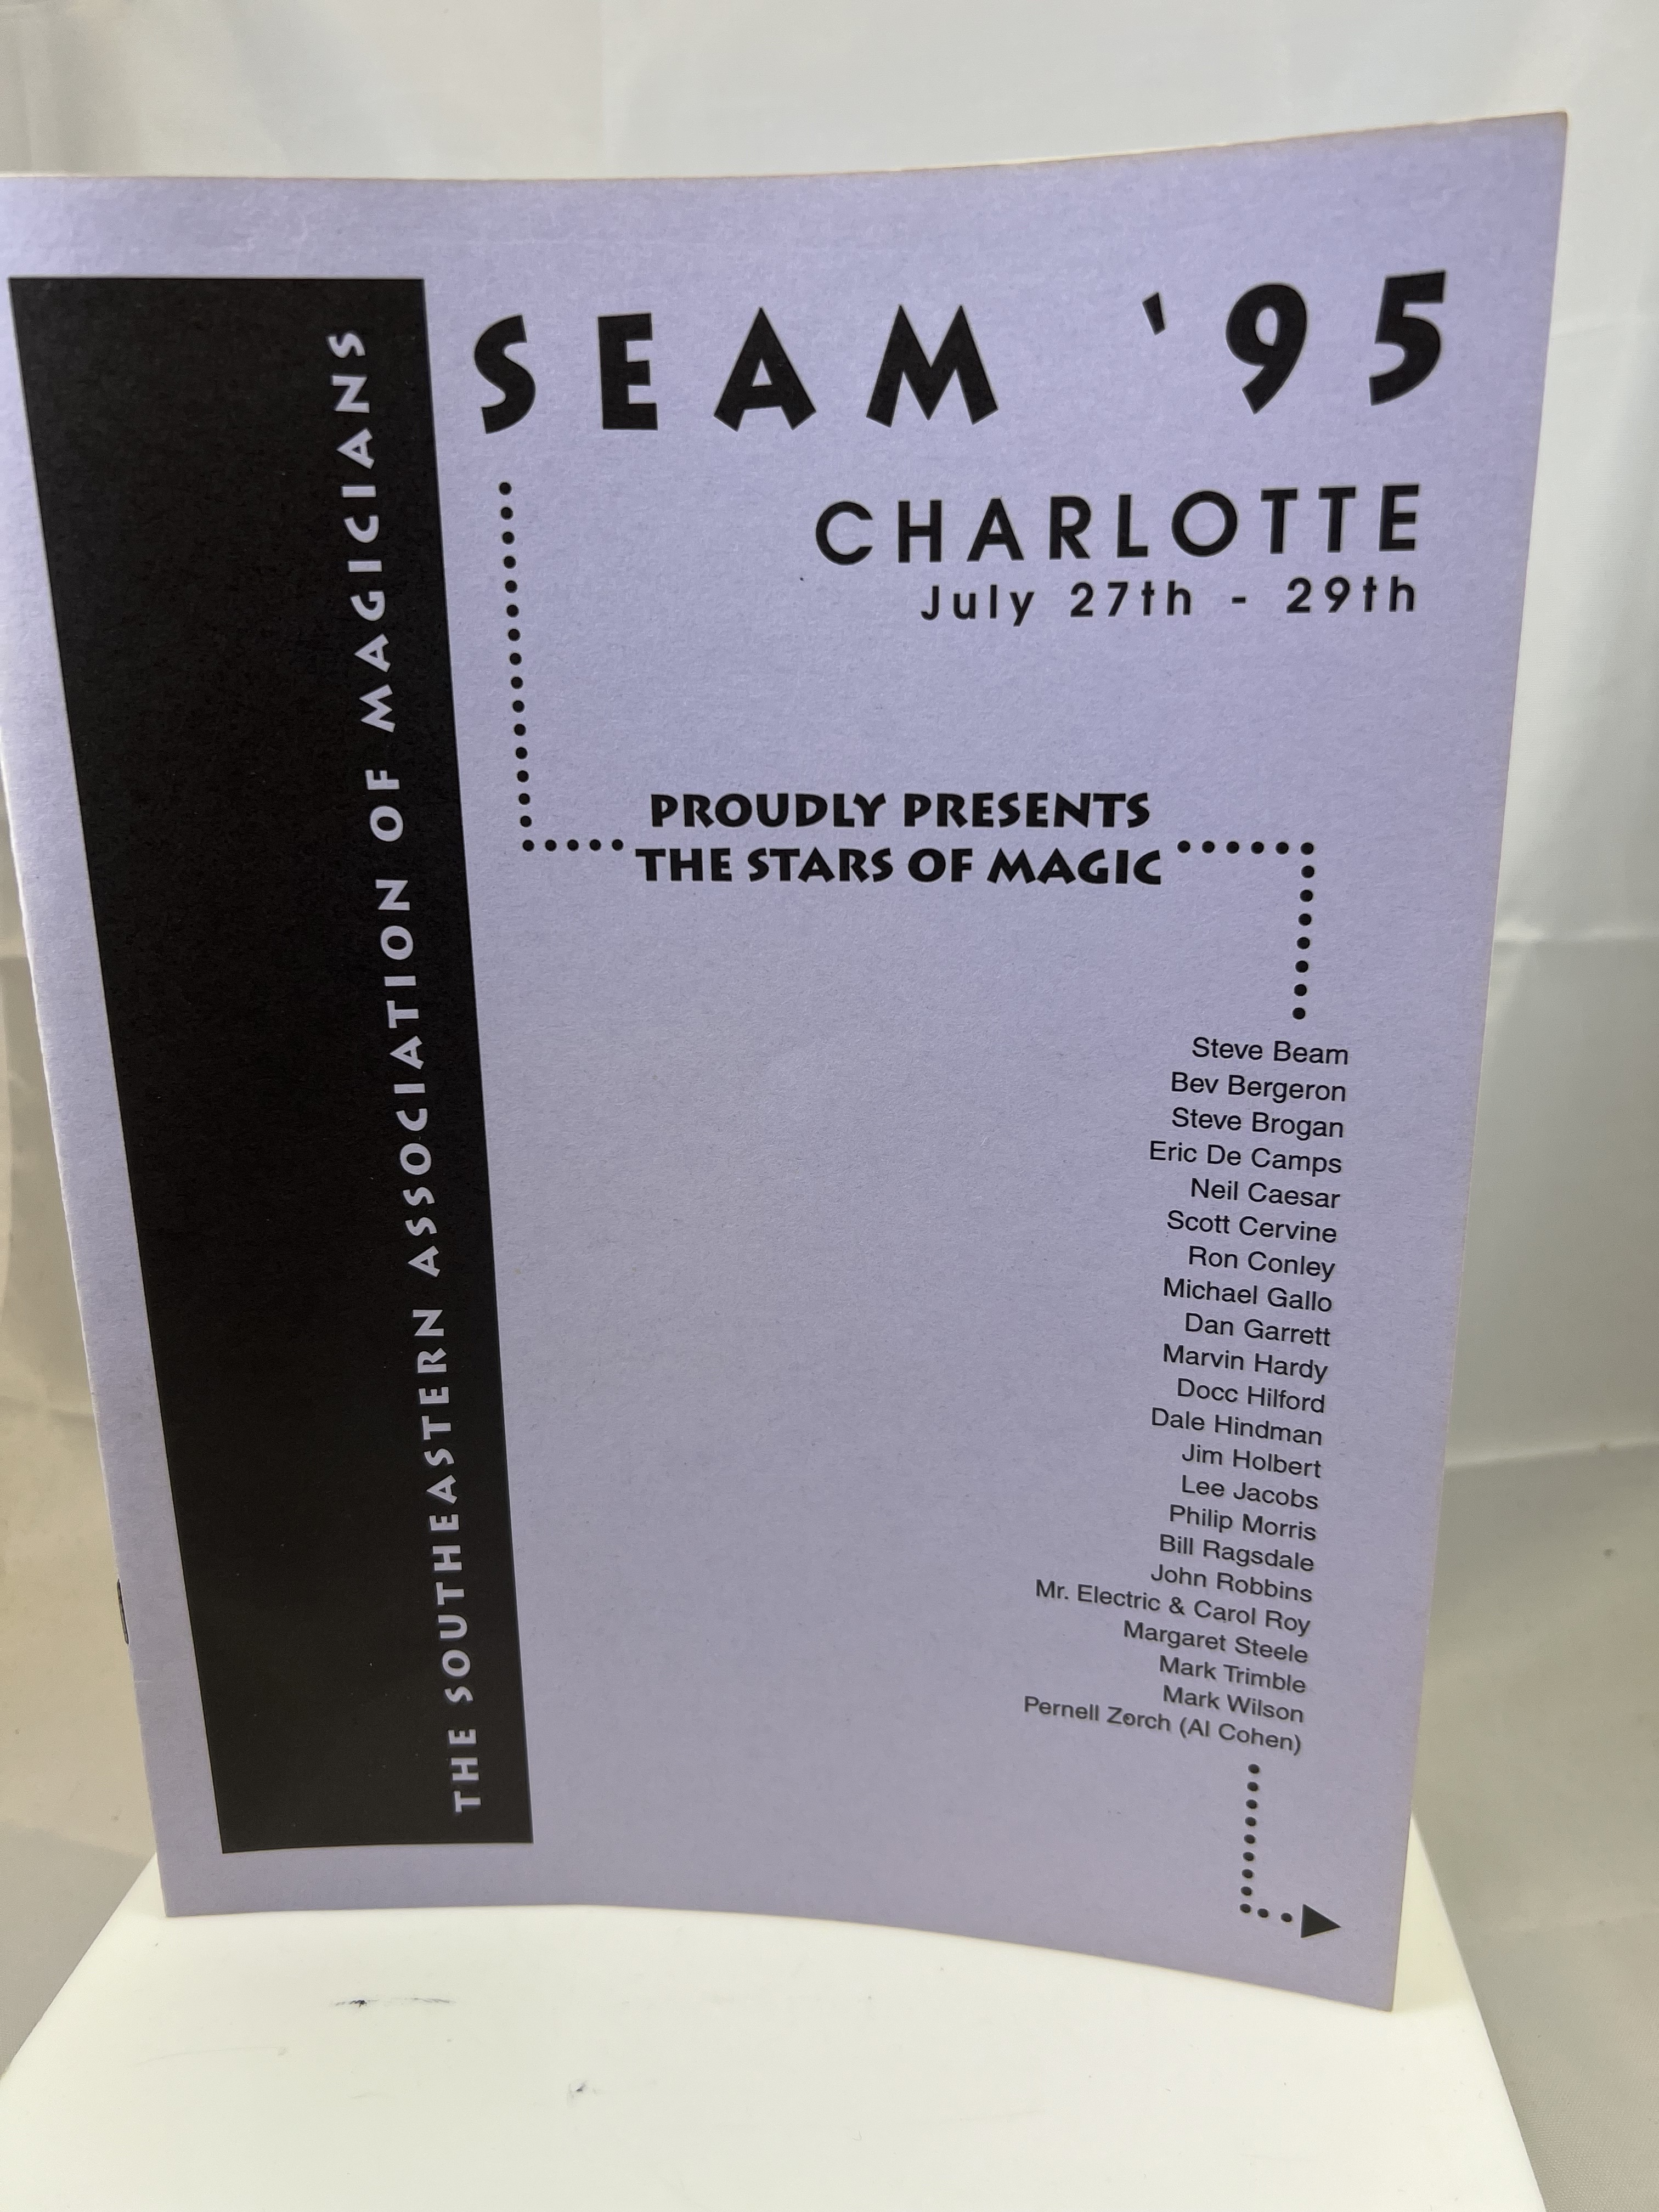 THE SOUTHEASTERN ASSOCIATION OF MAGICIANS
SEAM '95
CHARLOTTE
July 27th - 29th
PROUDLY PRESENTS
THE STARS OF MAGIC
Steve Beam
Bev Bergeron
Steve Brogan
Eric De Camps
Neil Caesar
Scott Cervine
Ron Conley
Michael Gallo
Dan Garrett
Marvin Hardy
Docc Hilford
Dale Hindman
Jim Holbert
Lee Jacobs
Philip Morris
Bill Ragsdale
John Robbins
Mr. Electric & Carol Roy
Margaret Steele
Mark Trimble
Mark Wilson
Pernell Zorch (Al Cohen)